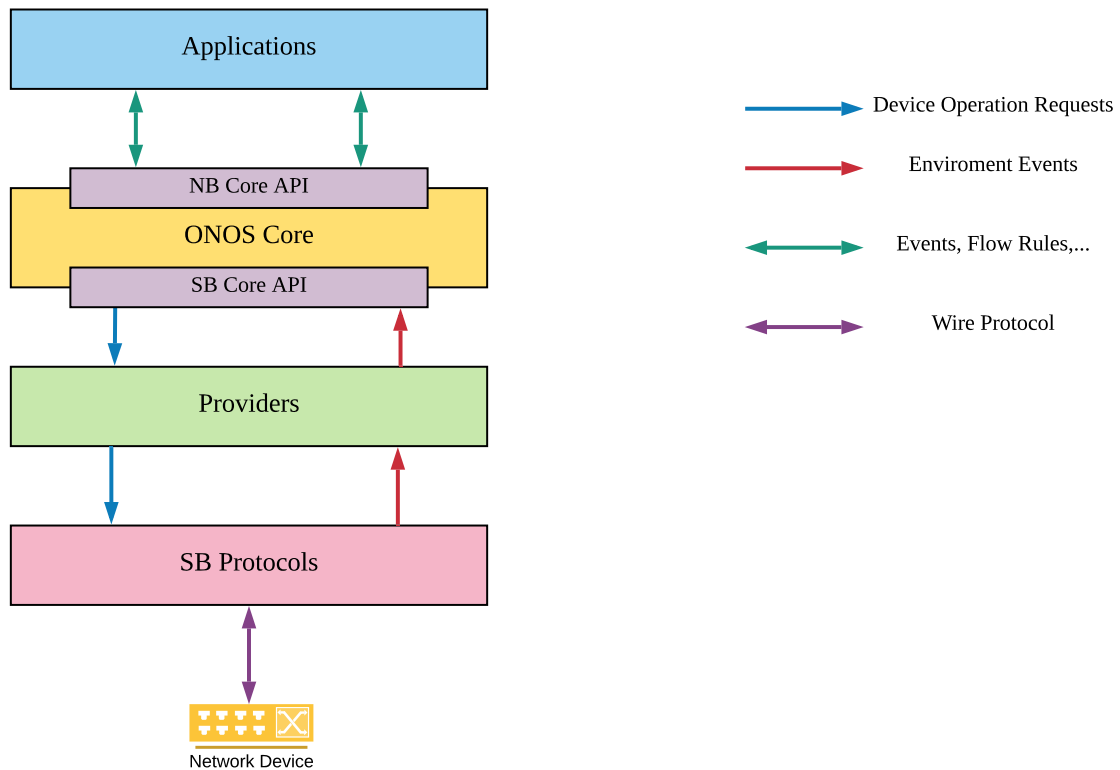 Applications
NB Core API
ONOS Core
SB Core API
Providers
SB Protocols
Network Device
Device Operation Requests
Enviroment Events
Events, Flow Rules,...
Wire Protocol